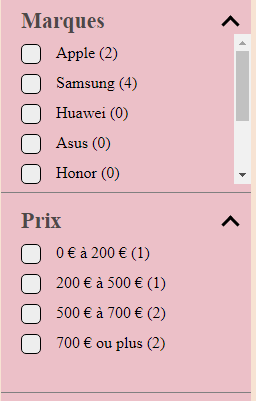 Marques
Apple (2)
Samsung (4)
Huawei (0)
Asus (0)
Honor (0)
Prix
0 € à 200 € (1)
200 € à 500 € (1)
500 € à 700 € (2)
700 € ou plus (2)